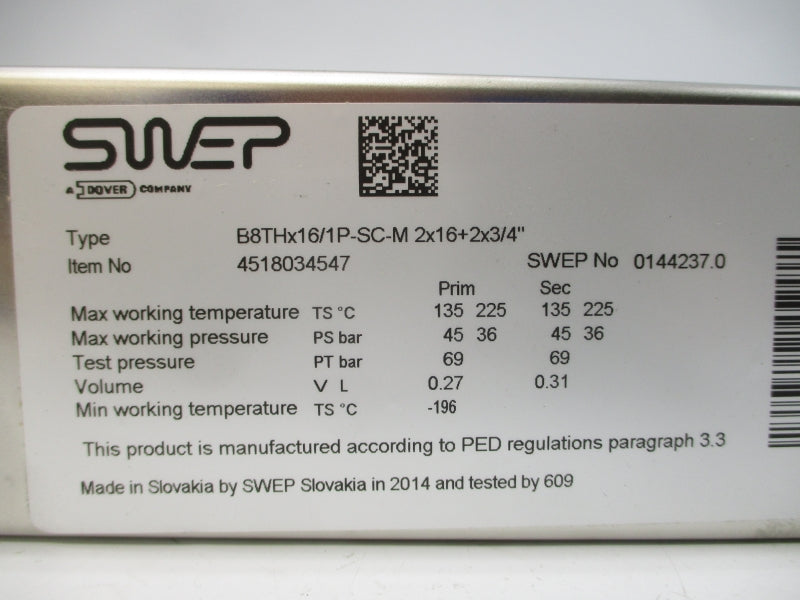 SWEP
A DOVER COMPANY
Type B8THx16/1P-SC-M 2x16+2x3/4"
Item No 4518034547 SWEP No 0144237.0
Prim Sec
Max working temperature TS °C 135 225 135 225
Max working pressure PS bar 45 36 45 36
Test pressure PT bar 69 69
Volume V L 0.27 0.31
Min working temperature TS °C -196
This product is manufactured according to PED regulations paragraph 3.3
Made in Slovakia by SWEP Slovakia in 2014 and tested by 609